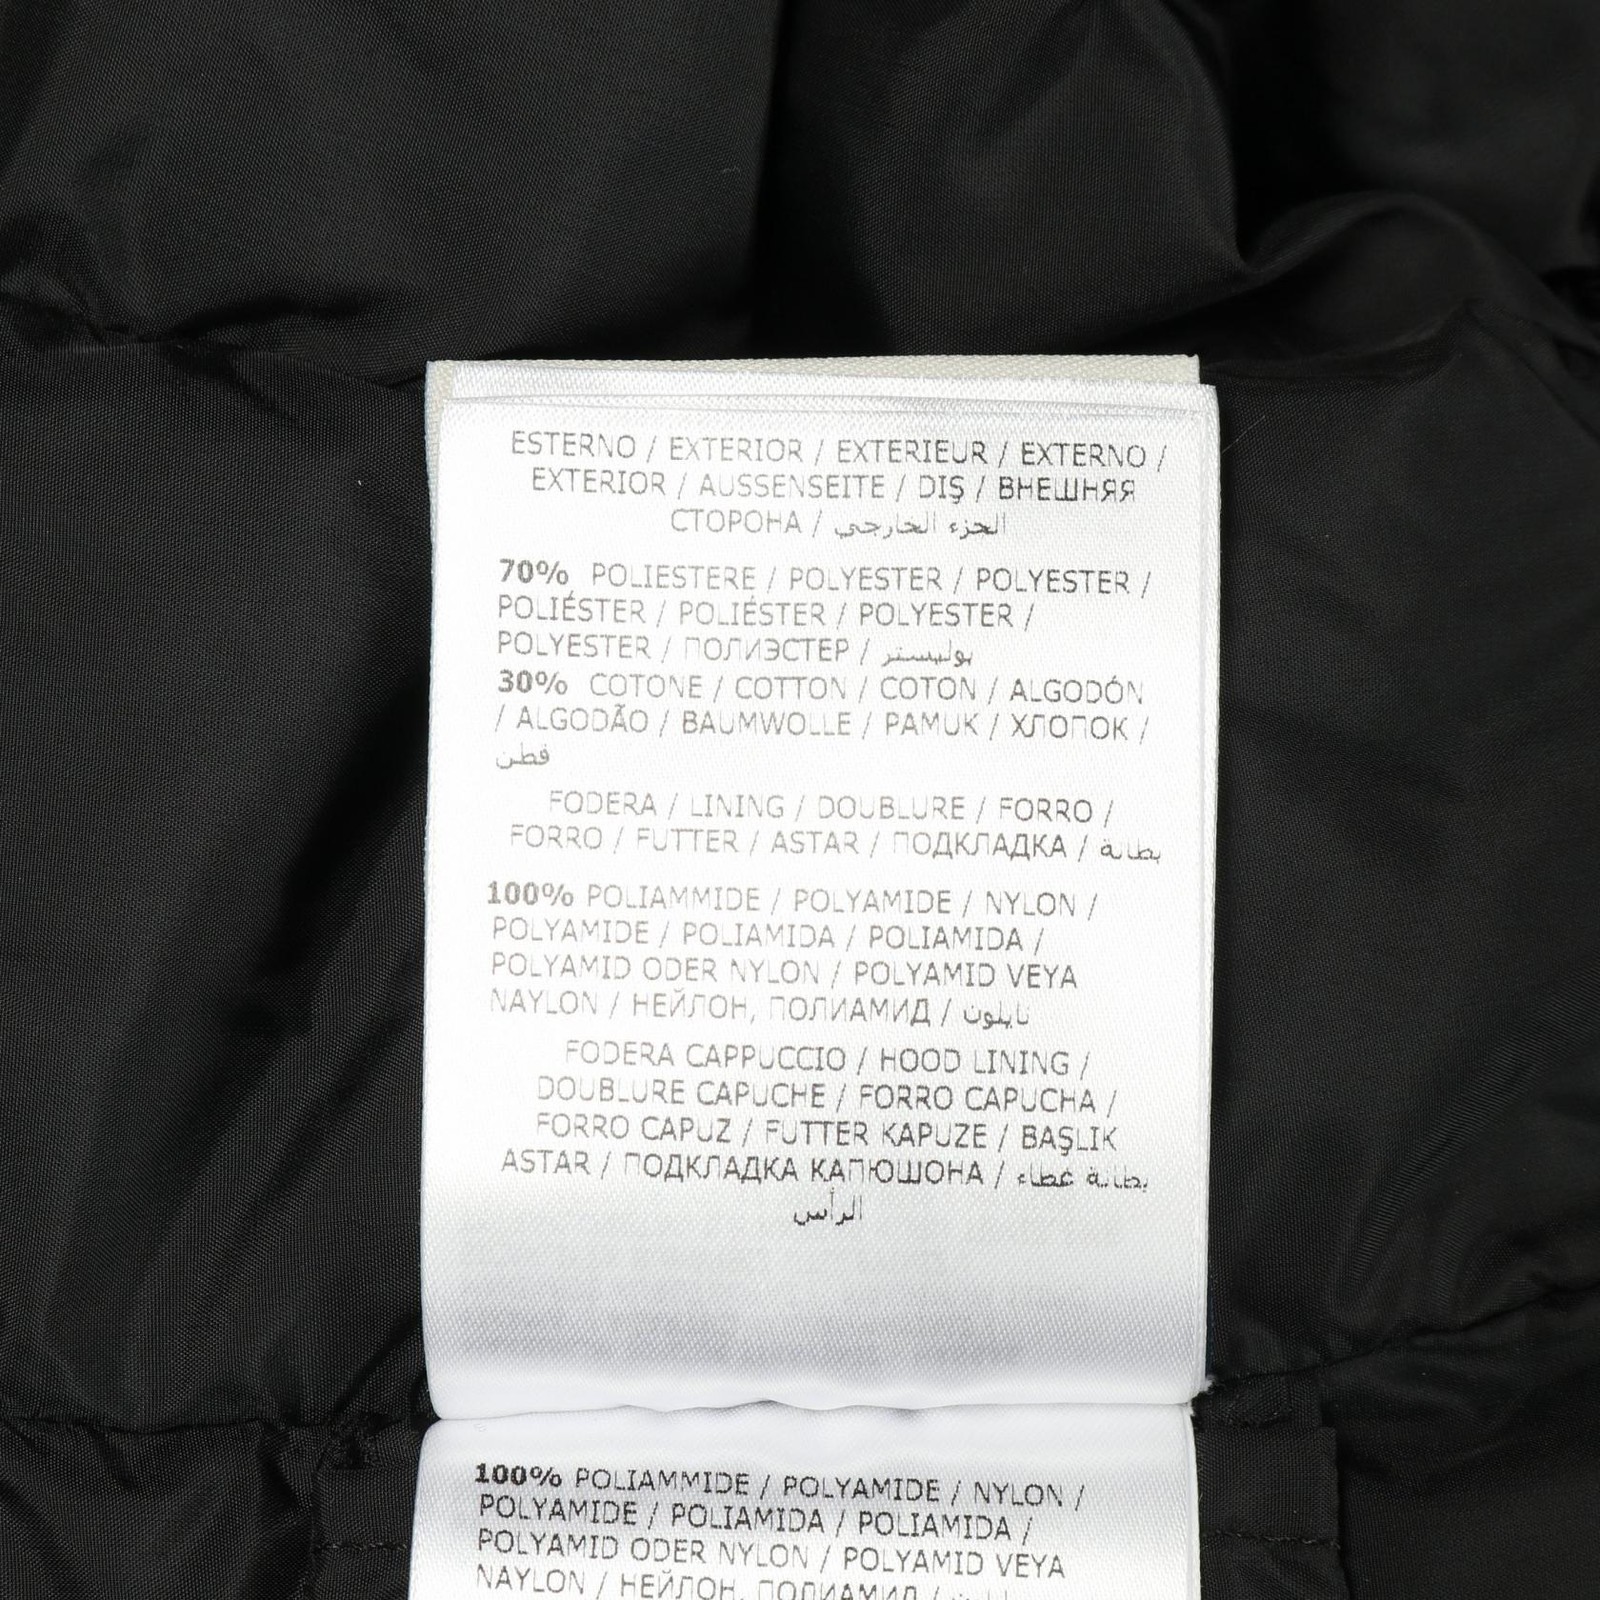 ESTERNO / EXTERIOR / EXTERIEUR / EXTERNO /
EXTERIOR / AUSSENSEITE / DIŞ / ВНЕШНЯЯ
СТОРОНА / الجزء الخارجي
70% POLIESTERE / POLYESTER / POLYESTER /
POLIÉSTER / POLIÉSTER / POLYESTER /
POLYESTER / ПОЛИЭСТЕР / بوليستر
30% COTONE / COTTON / COTON / ALGODÓN
/ ALGODÃO / BAUMWOLLE / PAMUK / ХЛОПОК /
قطن
FODERA / LINING / DOUBLURE / FORRO /
FORRO / FUTTER / ASTAR / ПОДКЛАДКА / بطانة
100% POLIAMMIDE / POLYAMIDE / NYLON /
POLYAMIDE / POLIAMIDA / POLIAMIDA /
POLYAMID ODER NYLON / POLYAMID VEYA
NAYLON / НЕЙЛОН, ПОЛИАМИД / نايلون
FODERA CAPPUCCIO / HOOD LINING /
DOUBLURE CAPUCHE / FORRO CAPUCHA /
FORRO CAPUZ / FUTTER KAPUZE / BAŞLIK
ASTAR / ПОДКЛАДКА КАПЮШОНА / بطانة غطاء
الرأس
100% POLIAMMIDE / POLYAMIDE / NYLON /
POLYAMIDE / POLIAMIDA / POLIAMIDA /
POLYAMID ODER NYLON / POLYAMID VEYA
NAYLON / НЕЙЛОН, ПОЛИАМИД / نايلون